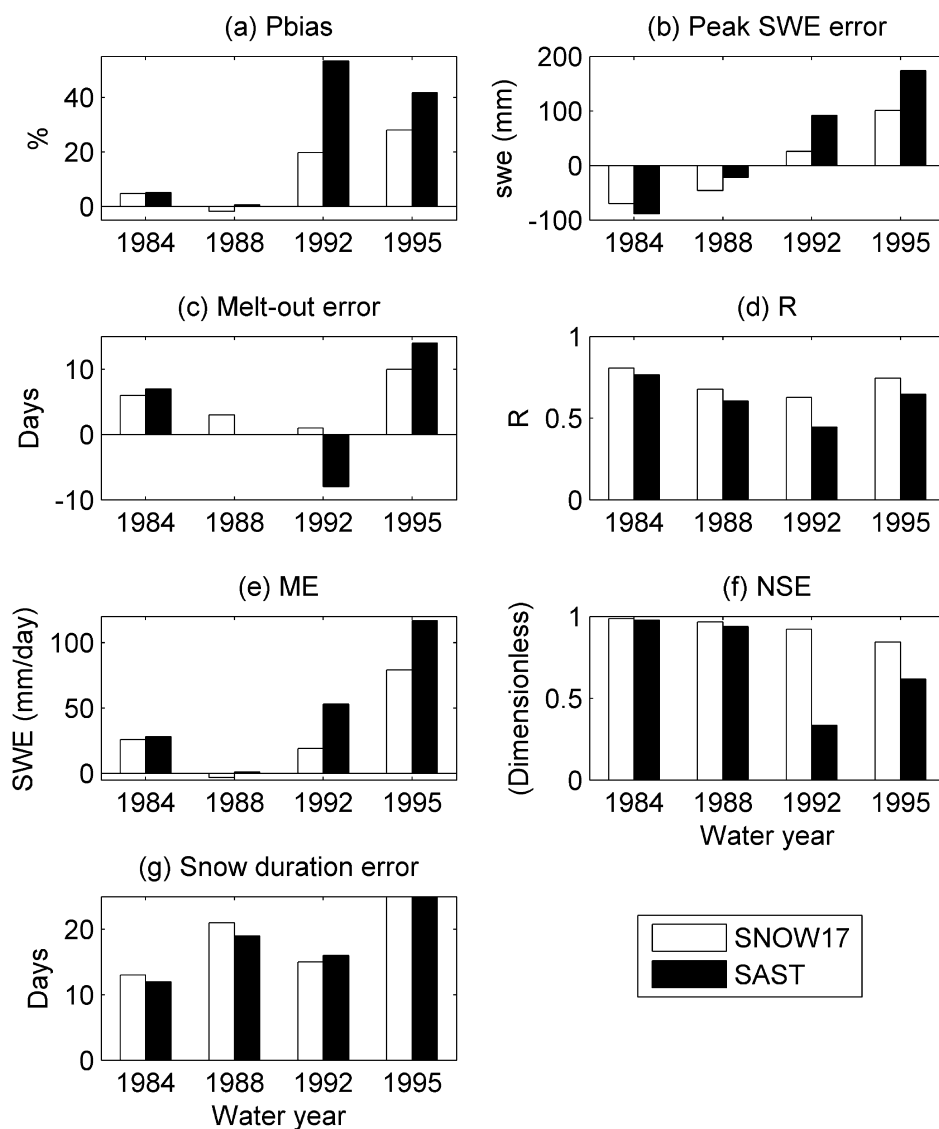 (a) Pbias
%
40
20
0
1984 1988 1992 1995
(b) Peak SWE error
swe (mm)
200
100
0
-100
1984 1988 1992 1995
(c) Melt-out error
Days
10
0
-10
1984 1988 1992 1995
(d) R
R
1
0.5
0
1984 1988 1992 1995
(e) ME
SWE (mm/day)
100
50
0
1984 1988 1992 1995
(f) NSE
(Dimensionless)
1
0.5
0
1984 1988 1992 1995
Water year
(g) Snow duration error
Days
20
10
0
1984 1988 1992 1995
Water year
SNOW17
SAST